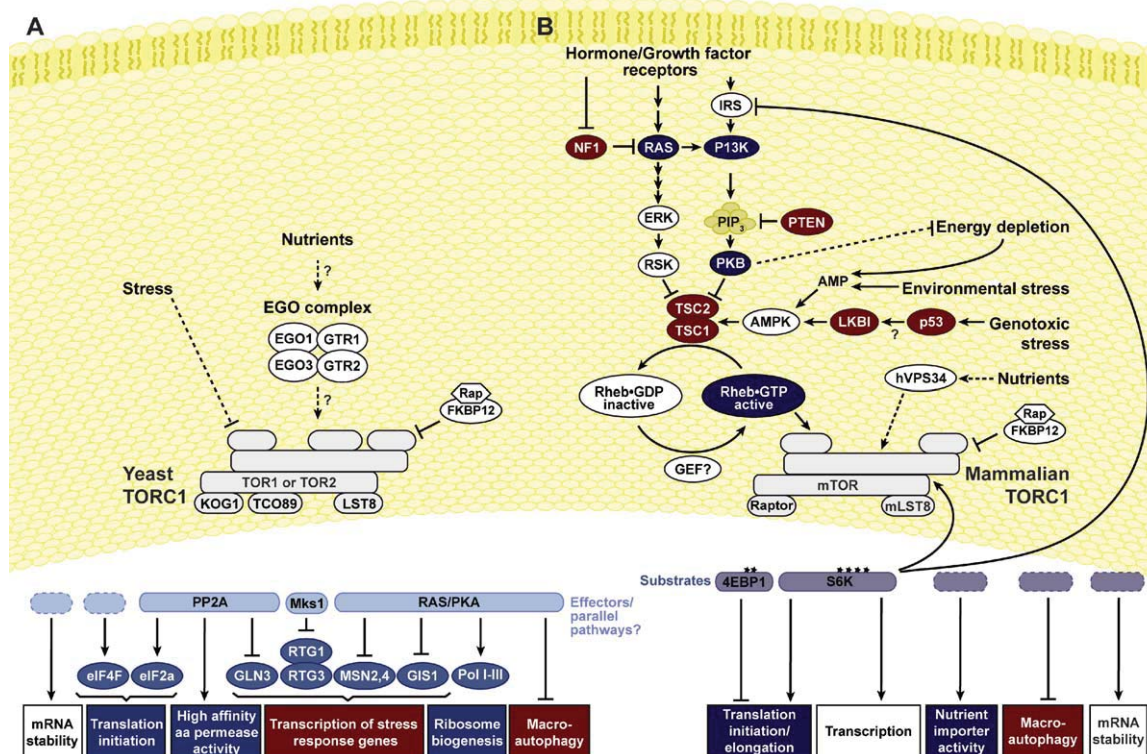 A
B
Hormone/Growth factor
receptors
IRS
NF1
RAS
P13K
ERK
PIP3
PTEN
Energy depletion
RSK
PKB
AMP
Environmental stress
TSC2
TSC1
AMPK
LKBI
?
p53
Genotoxic
stress
Rheb•GDP
inactive
Rheb•GTP
active
hVPS34
Nutrients
GEF?
Rap
FKBP12
Mammalian
TORC1
mTOR
Raptor
mLST8
Nutrients
?
Stress
EGO complex
EGO1
GTR1
EGO3
GTR2
?
Rap
FKBP12
Yeast
TORC1
TOR1 or TOR2
KOG1
TCO89
LST8
PP2A
Mks1
RAS/PKA
Effectors/
parallel
pathways?
eIF4F
eIF2a
GLN3
RTG1
RTG3
MSN2,4
GIS1
Pol I-III
mRNA
stability
Translation
initiation
High affinity
aa permease
activity
Transcription of stress
response genes
Ribosome
biogenesis
Macro-
autophagy
Substrates
4EBP1
S6K
Translation
initiation/
elongation
Transcription
Nutrient
importer
activity
Macro-
autophagy
mRNA
stability